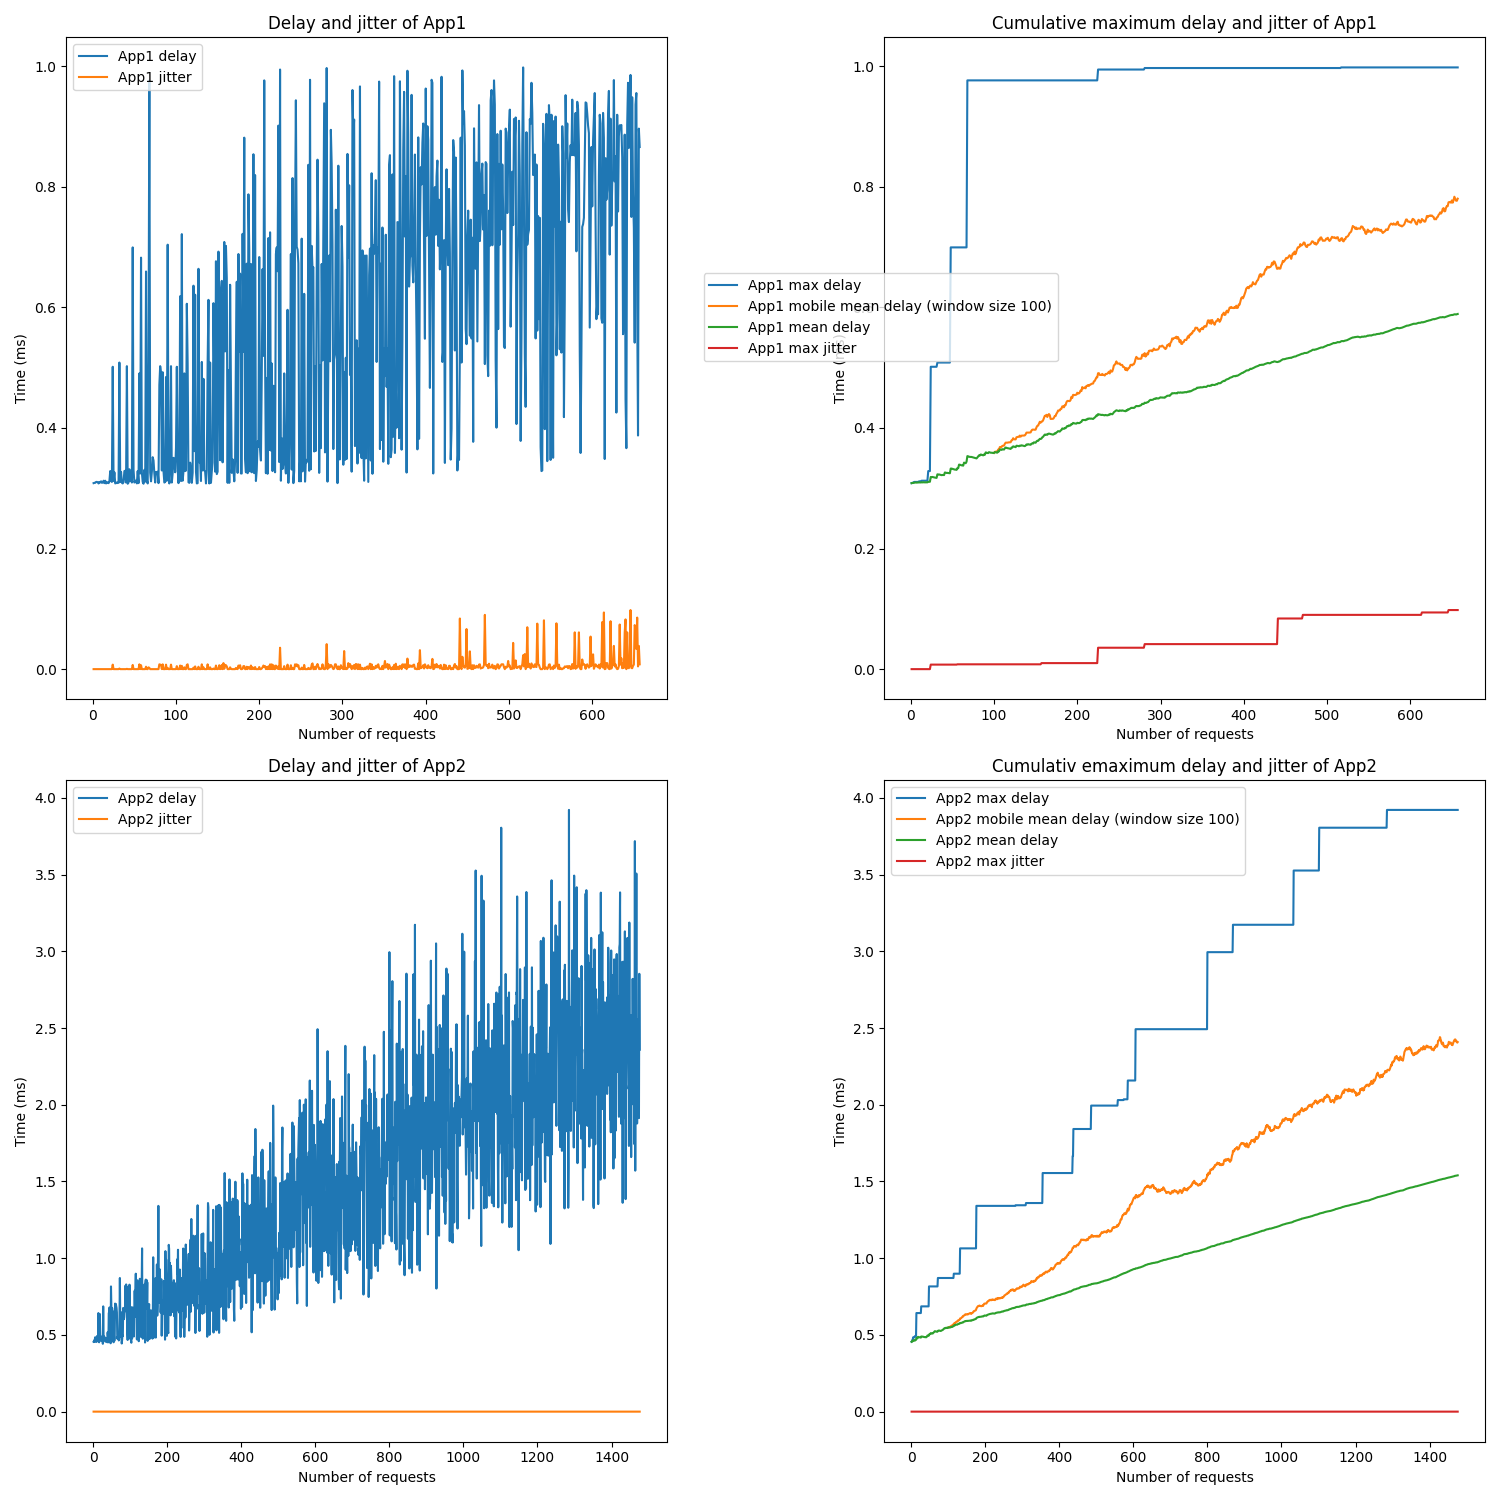 Delay and jitter of App1
App1 delay
App1 jitter
1.0
0.8
0.6
0.4
0.2
0.0
Time (ms)
0 100 200 300 400 500 600
Number of requests
Cumulative maximum delay and jitter of App1
App1 max delay
App1 mobile mean delay (window size 100)
App1 mean delay
App1 max jitter
1.0
0.8
0.4
0.2
0.0
Time (ms)
0 100 200 300 400 500 600
Number of requests
Delay and jitter of App2
App2 delay
App2 jitter
4.0
3.5
3.0
2.5
2.0
1.5
1.0
0.5
0.0
Time (ms)
0 200 400 600 800 1000 1200 1400
Number of requests
Cumulativ emaximum delay and jitter of App2
App2 max delay
App2 mobile mean delay (window size 100)
App2 mean delay
App2 max jitter
4.0
3.5
3.0
2.5
2.0
1.5
1.0
0.5
0.0
Time (ms)
0 200 400 600 800 1000 1200 1400
Number of requests